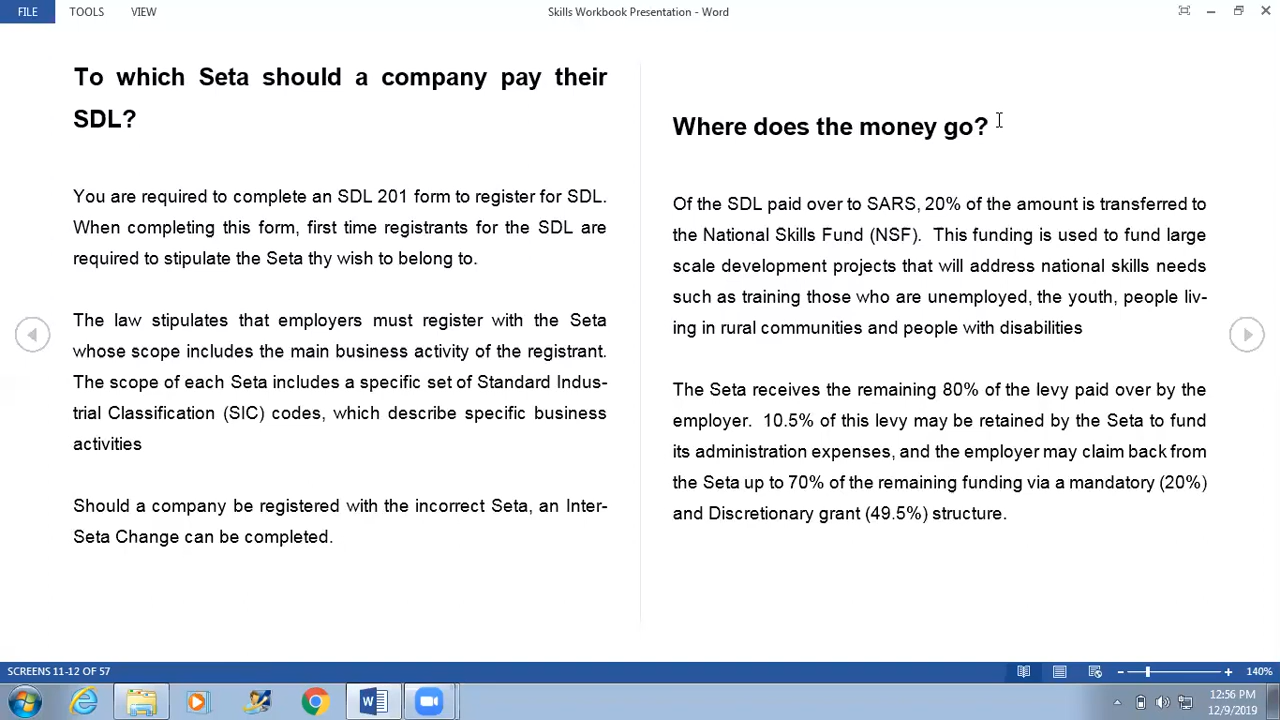 FILE TOOLS VIEW Skills Workbook Presentation - Word
To which Seta should a company pay their
SDL?
You are required to complete an SDL 201 form to register for SDL.
When completing this form, first time registrants for the SDL are
required to stipulate the Seta thy wish to belong to.
The law stipulates that employers must register with the Seta
whose scope includes the main business activity of the registrant.
The scope of each Seta includes a specific set of Standard Indus-
trial Classification (SIC) codes, which describe specific business
activities
Should a company be registered with the incorrect Seta, an Inter-
Seta Change can be completed.
Where does the money go?
Of the SDL paid over to SARS, 20% of the amount is transferred to
the National Skills Fund (NSF).  This funding is used to fund large
scale development projects that will address national skills needs
such as training those who are unemployed, the youth, people liv-
ing in rural communities and people with disabilities
The Seta receives the remaining 80% of the levy paid over by the
employer.  10.5% of this levy may be retained by the Seta to fund
its administration expenses, and the employer may claim back from
the Seta up to 70% of the remaining funding via a mandatory (20%)
and Discretionary grant (49.5%) structure.
SCREENS 11-12 OF 57 140%
12:56 PM
12/9/2019